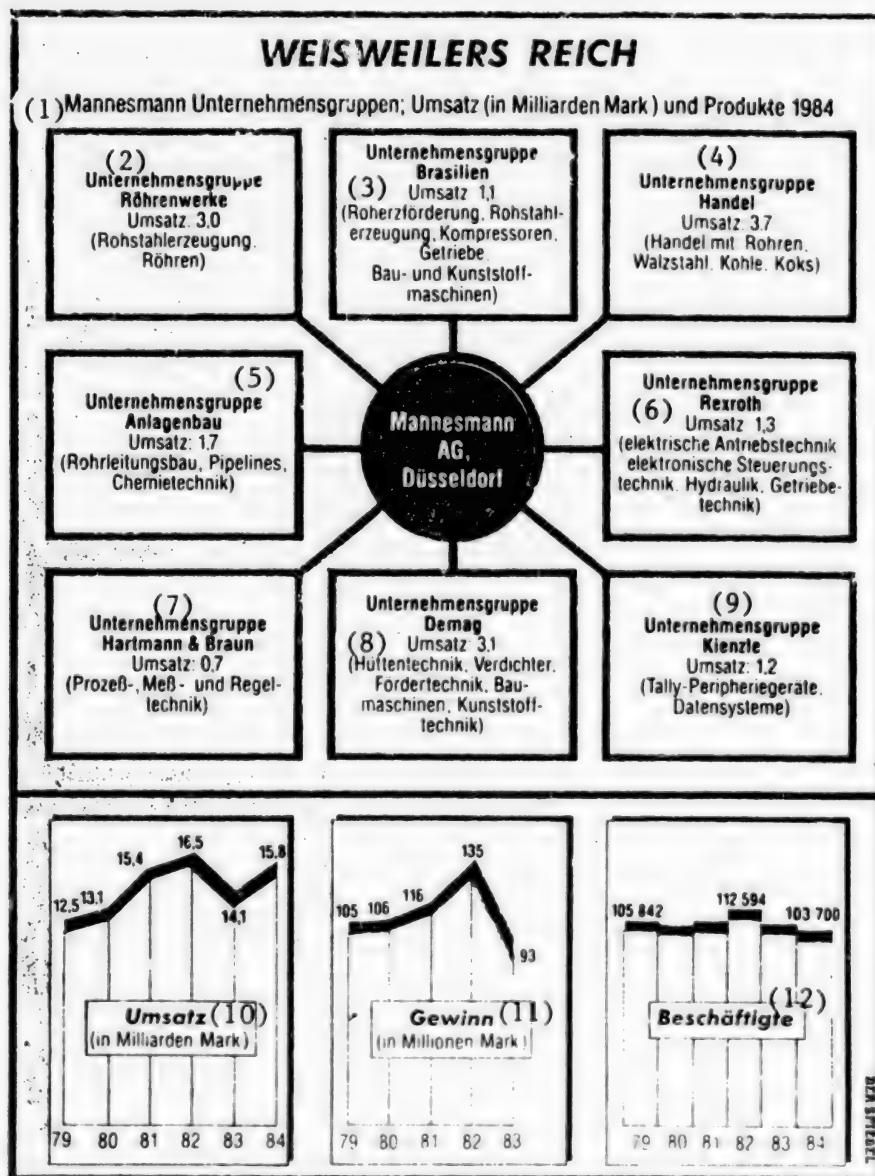 WEISWEILERS REICH
(1) Mannesmann Unternehmensgruppen; Umsatz (in Milliarden Mark) und Produkte 1984
(2)
Unternehmensgruppe
Röhrenwerke
Umsatz: 3,0
(Rohstahlerzeugung,
Röhren)
Unternehmensgruppe
Brasilien
(3) Umsatz 1,1
(Roherzförderung, Rohstahl-
erzeugung, Kompressoren,
Getriebe,
Bau- und Kunststoff-
maschinen)
(4)
Unternehmensgruppe
Handel
Umsatz: 3,7
(Handel mit Rohren,
Walzstahl, Kohle, Koks)
(5)
Unternehmensgruppe
Anlagenbau
Umsatz: 1,7
(Rohrleitungsbau, Pipelines,
Chemietechnik)
Mannesmann
AG,
Düsseldorf
Unternehmensgruppe
Rexroth
(6) Umsatz 1,3
(elektrische Antriebstechnik
elektronische Steuerungs-
technik, Hydraulik, Getriebe-
technik)
(7)
Unternehmensgruppe
Hartmann & Braun
Umsatz: 0,7
(Prozeß-, Meß- und Regel-
technik)
Unternehmensgruppe
Demag
(8) Umsatz: 3,1
(Hüttentechnik, Verdichter,
Fördertechnik, Bau-
maschinen, Kunststoff-
technik)
(9)
Unternehmensgruppe
Kienzle
Umsatz: 1,2
(Tally-Peripheriegeräte,
Datensysteme)
12,5 13,1 15,4 16,5 14,1 15,8
Umsatz (10)
(in Milliarden Mark)
79 80 81 82 83 84
105 106 116 135 93
Gewinn (11)
(in Millionen Mark)
79 80 81 82 83
105 842 112 594 103 700
(12)
Beschäftigte
79 80 81 82 83 84
DER SPIEGEL